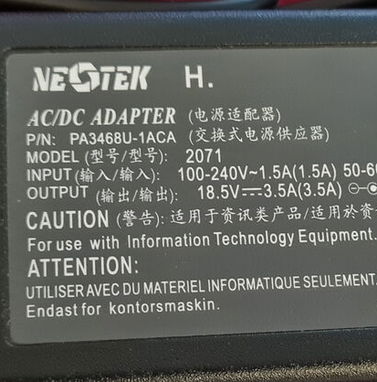 NEOTEK H.
AC/DC ADAPTER (电源适配器)
P/N: PA3468U-1ACA (交换式电源供应器)
MODEL (型号/型號): 2071
INPUT (输入/输入): 100-240V~1.5A(1.5A) 50-60
OUTPUT (输出/输出): 18.5V⎓3.5A(3.5A)
CAUTION (警告): 适用于资讯类产品/适用於資
For use with Information Technology Equipment.
ATTENTION:
UTILISER AVEC DU MATERIEL INFORMATIQUE SEULEMENT.
Endast for kontorsmaskin.